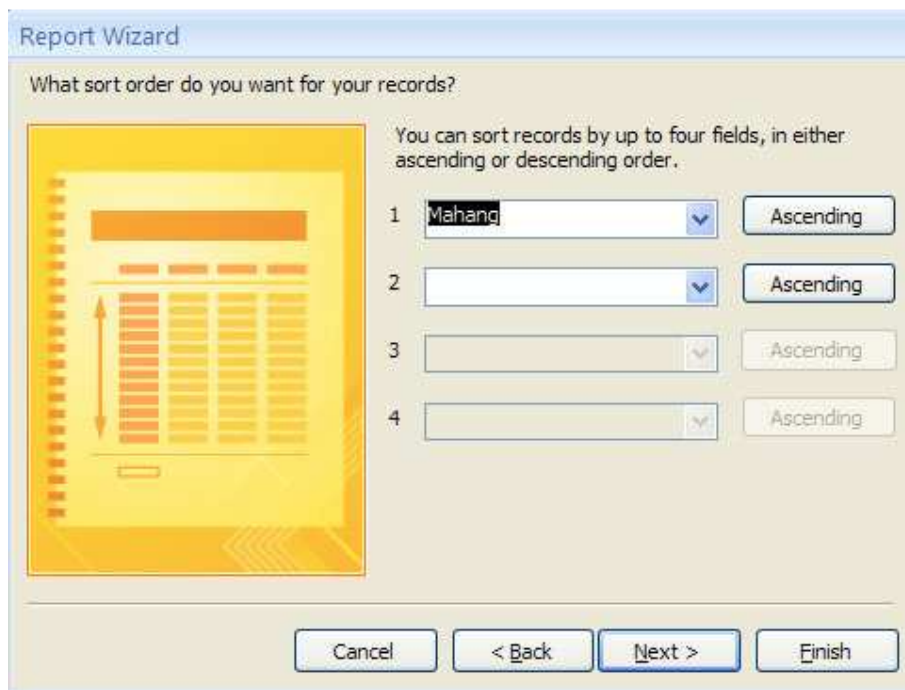 Report Wizard
What sort order do you want for your records?
You can sort records by up to four fields, in either
ascending or descending order.
1 Mahang Ascending
2 Ascending
3 Ascending
4 Ascending
Cancel < Back Next > Finish